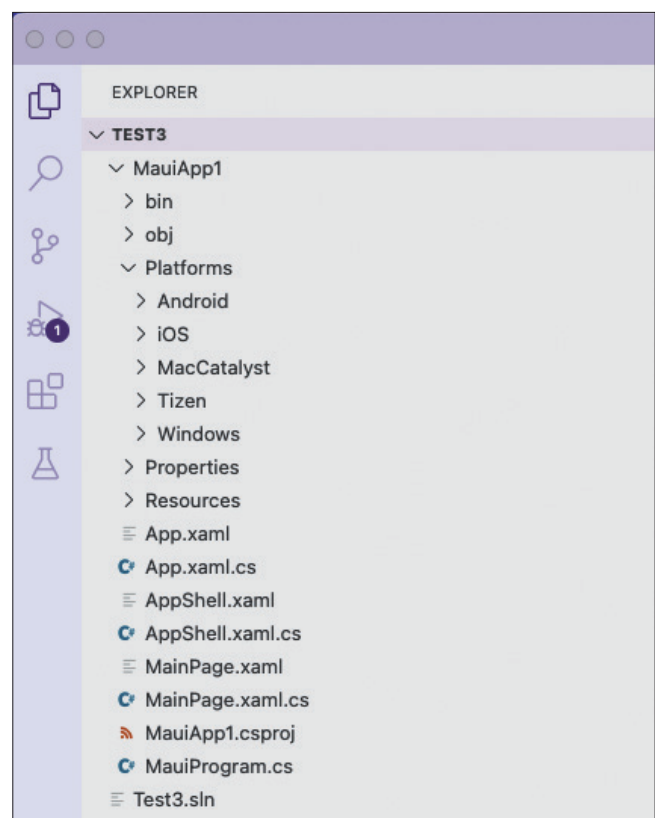 EXPLORER
TEST3
MauiApp1
bin
obj
Platforms
Android
iOS
1
MacCatalyst
Tizen
Windows
Properties
Resources
App.xaml
C# App.xaml.cs
AppShell.xaml
C# AppShell.xaml.cs
MainPage.xaml
C# MainPage.xaml.cs
MauiApp1.csproj
C# MauiProgram.cs
Test3.sln